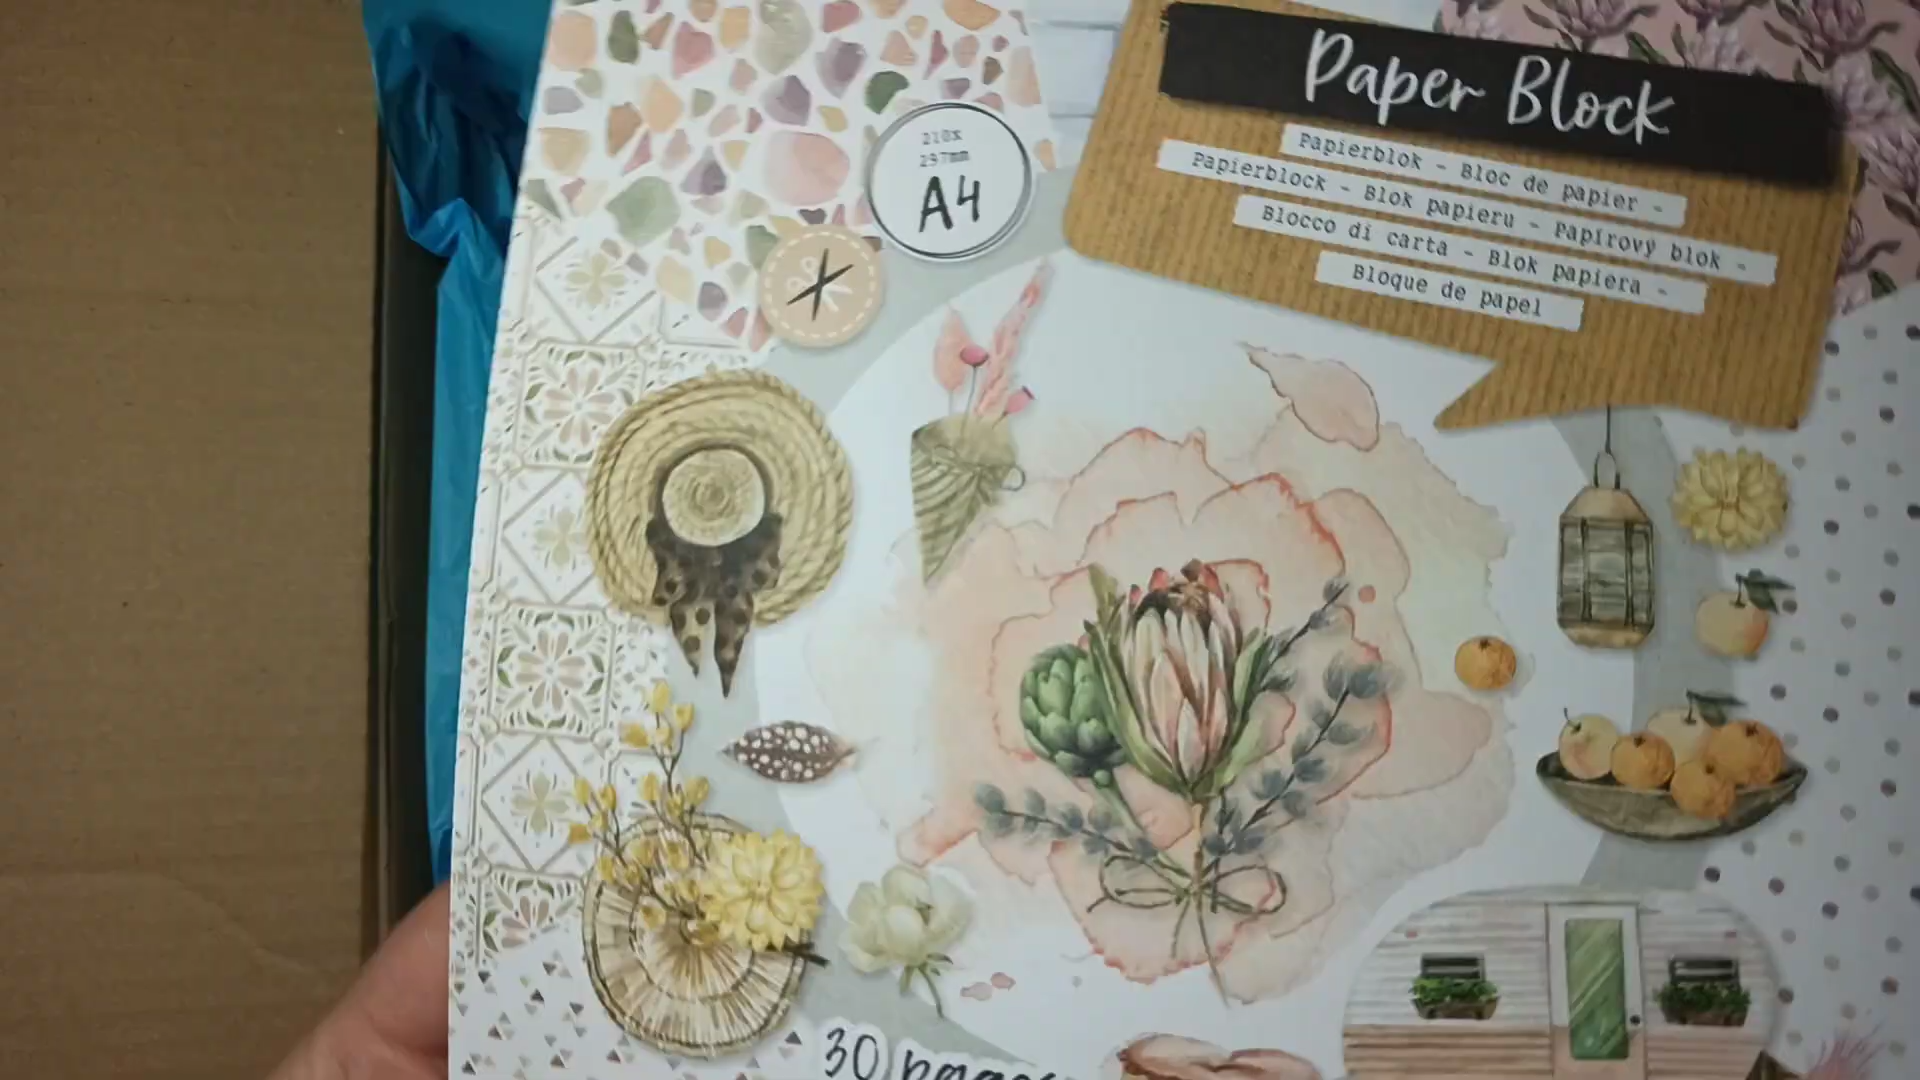 Paper Block
Papierblok - Bloc de papier -
Papierblock - Blok papieru - Papírový blok -
Blocco di carta - Blok papiera -
Bloque de papel
210x
297mm
A4
30 pages